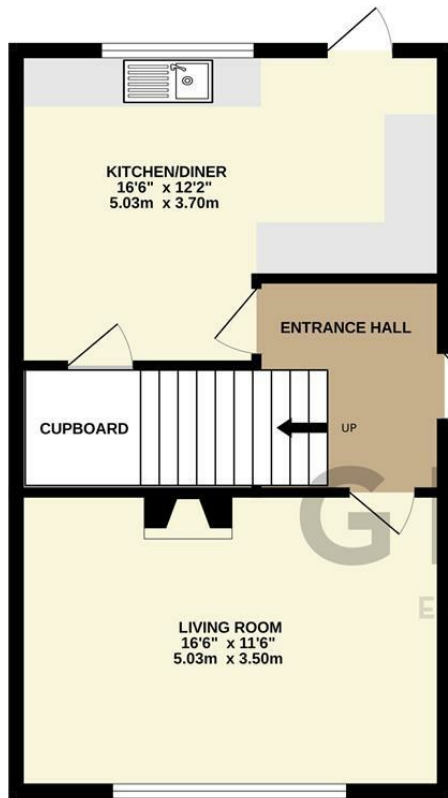 KITCHEN/DINER
16'6" x 12'2"
5.03m x 3.70m
ENTRANCE HALL
CUPBOARD
UP
G
E
LIVING ROOM
16'6" x 11'6"
5.03m x 3.50m